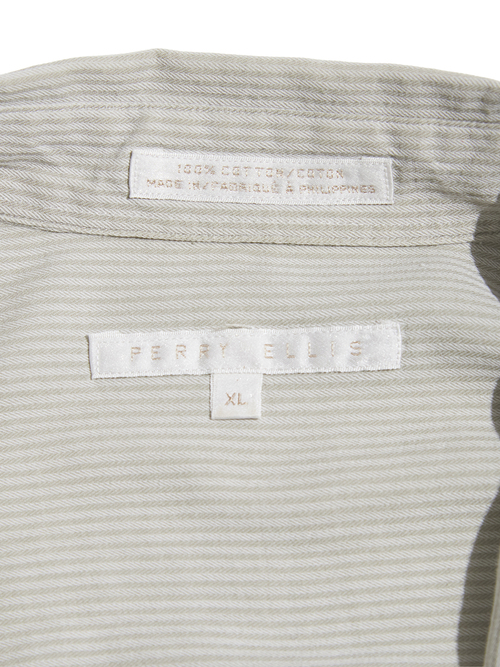 100% COTTON/COTON
MADE IN/FABRIQUÉ À PHILIPPINES
PERRY ELLIS
XL